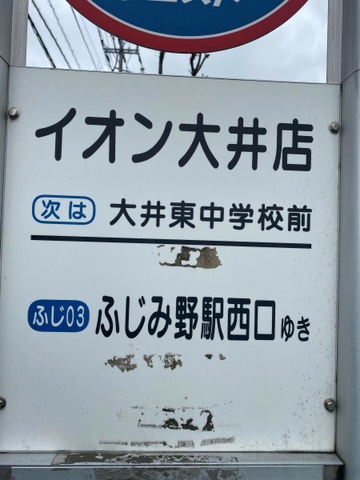 イオン大井店
次は 大井東中学校前
ふじ03 ふじみ野駅西口ゆき